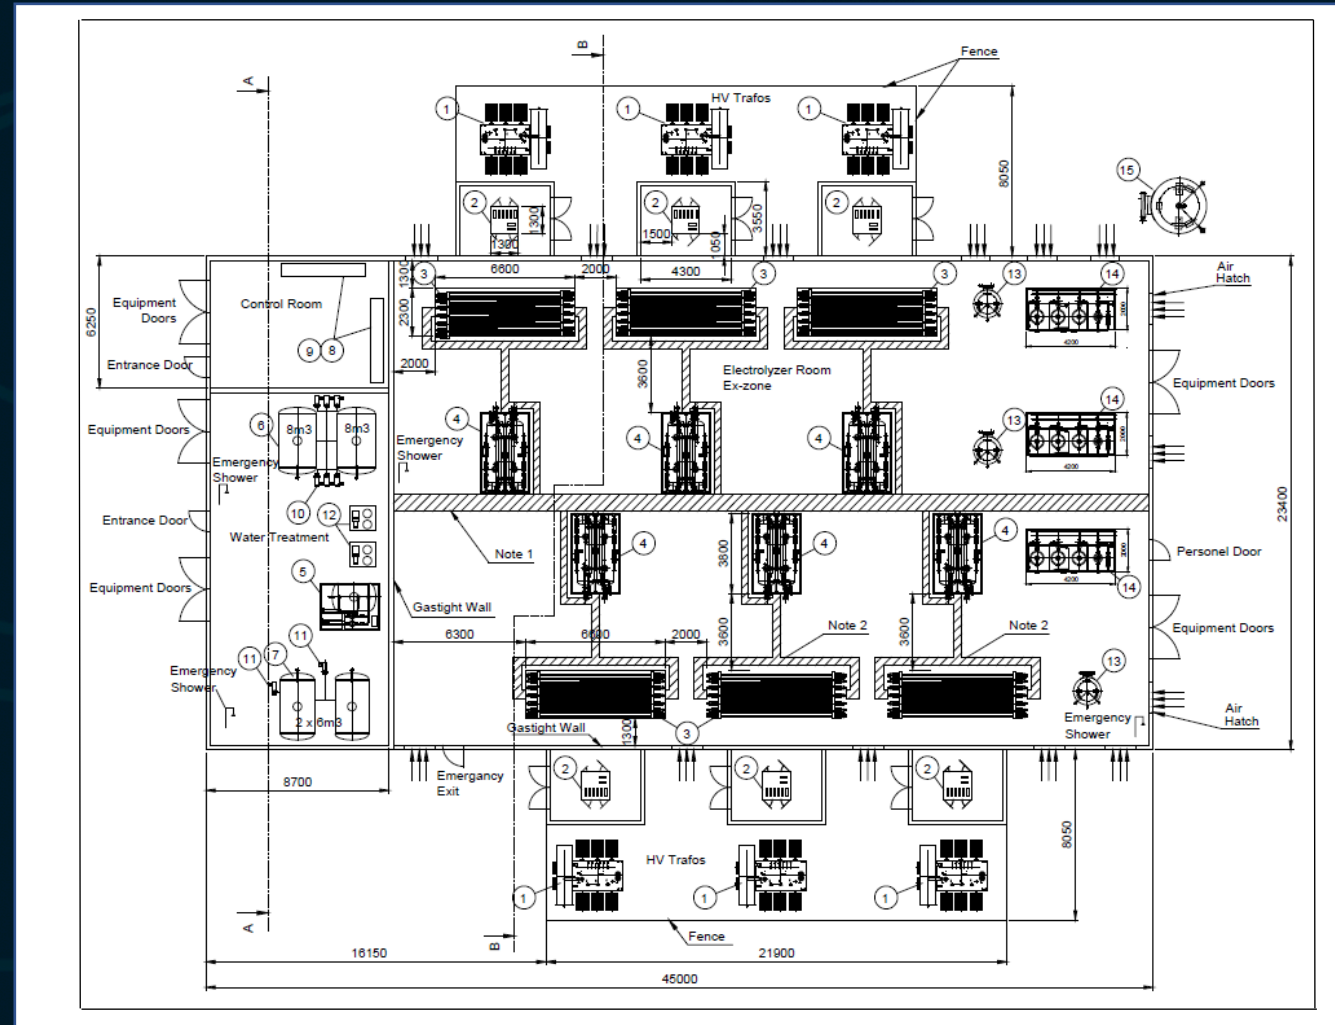 B
A
Fence
HV Trafos
1
1
1
8050
15
2
2
2
1300
1300
3550
1500
1050
3
1300
6600
2000
4300
3
3
13
14
Air
Hatch
Equipment
Doors
Control Room
6250
2300
4200
9
8
Entrance Door
2000
3600
Electrolyzer Room
Ex-zone
Equipment Doors
6
8m3
8m3
4
4
4
13
14
4200
Equipment Doors
Emergency
Shower
Emergency
Shower
10
12
23400
Entrance Door
Water Treatment
Note 1
4
4
4
3800
Personel Door
5
4200
14
Equipment Doors
Gastight Wall
6300
6600
2000
3600
Note 2
3600
Note 2
Equipment Doors
11
11
7
Emergency
Shower
2 x 6m3
13
Gastight Wall
1300
3
Emergency
Shower
Air
Hatch
8700
Emergancy
Exit
2
2
2
8050
HV Trafos
1
1
1
A
B
Fence
16150
21900
45000